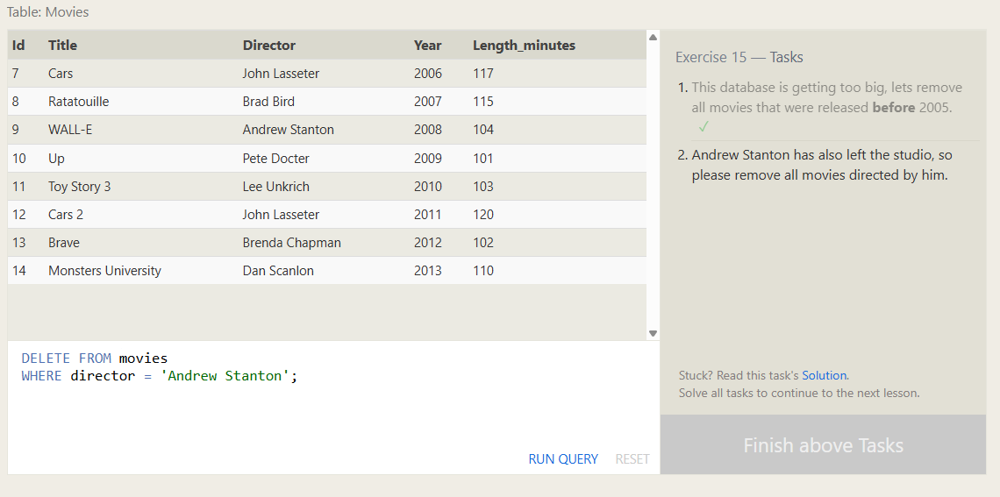 Table: Movies
Id Title Director Year Length_minutes
7 Cars John Lasseter 2006 117
8 Ratatouille Brad Bird 2007 115
9 WALL-E Andrew Stanton 2008 104
10 Up Pete Docter 2009 101
11 Toy Story 3 Lee Unkrich 2010 103
12 Cars 2 John Lasseter 2011 120
13 Brave Brenda Chapman 2012 102
14 Monsters University Dan Scanlon 2013 110
DELETE FROM movies
WHERE director = 'Andrew Stanton';
RUN QUERY RESET
Exercise 15 — Tasks
1. This database is getting too big, lets remove
all movies that were released before 2005.
✓
2. Andrew Stanton has also left the studio, so
please remove all movies directed by him.
Stuck? Read this task's Solution.
Solve all tasks to continue to the next lesson.
Finish above Tasks